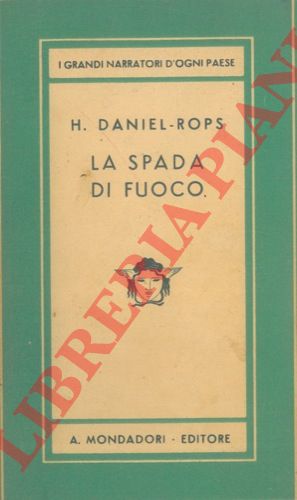 I GRANDI NARRATORI D'OGNI PAESE
H. DANIEL-ROPS
LA SPADA
DI FUOCO.
A. MONDADORI - EDITORE
LIBRERIA PIANI